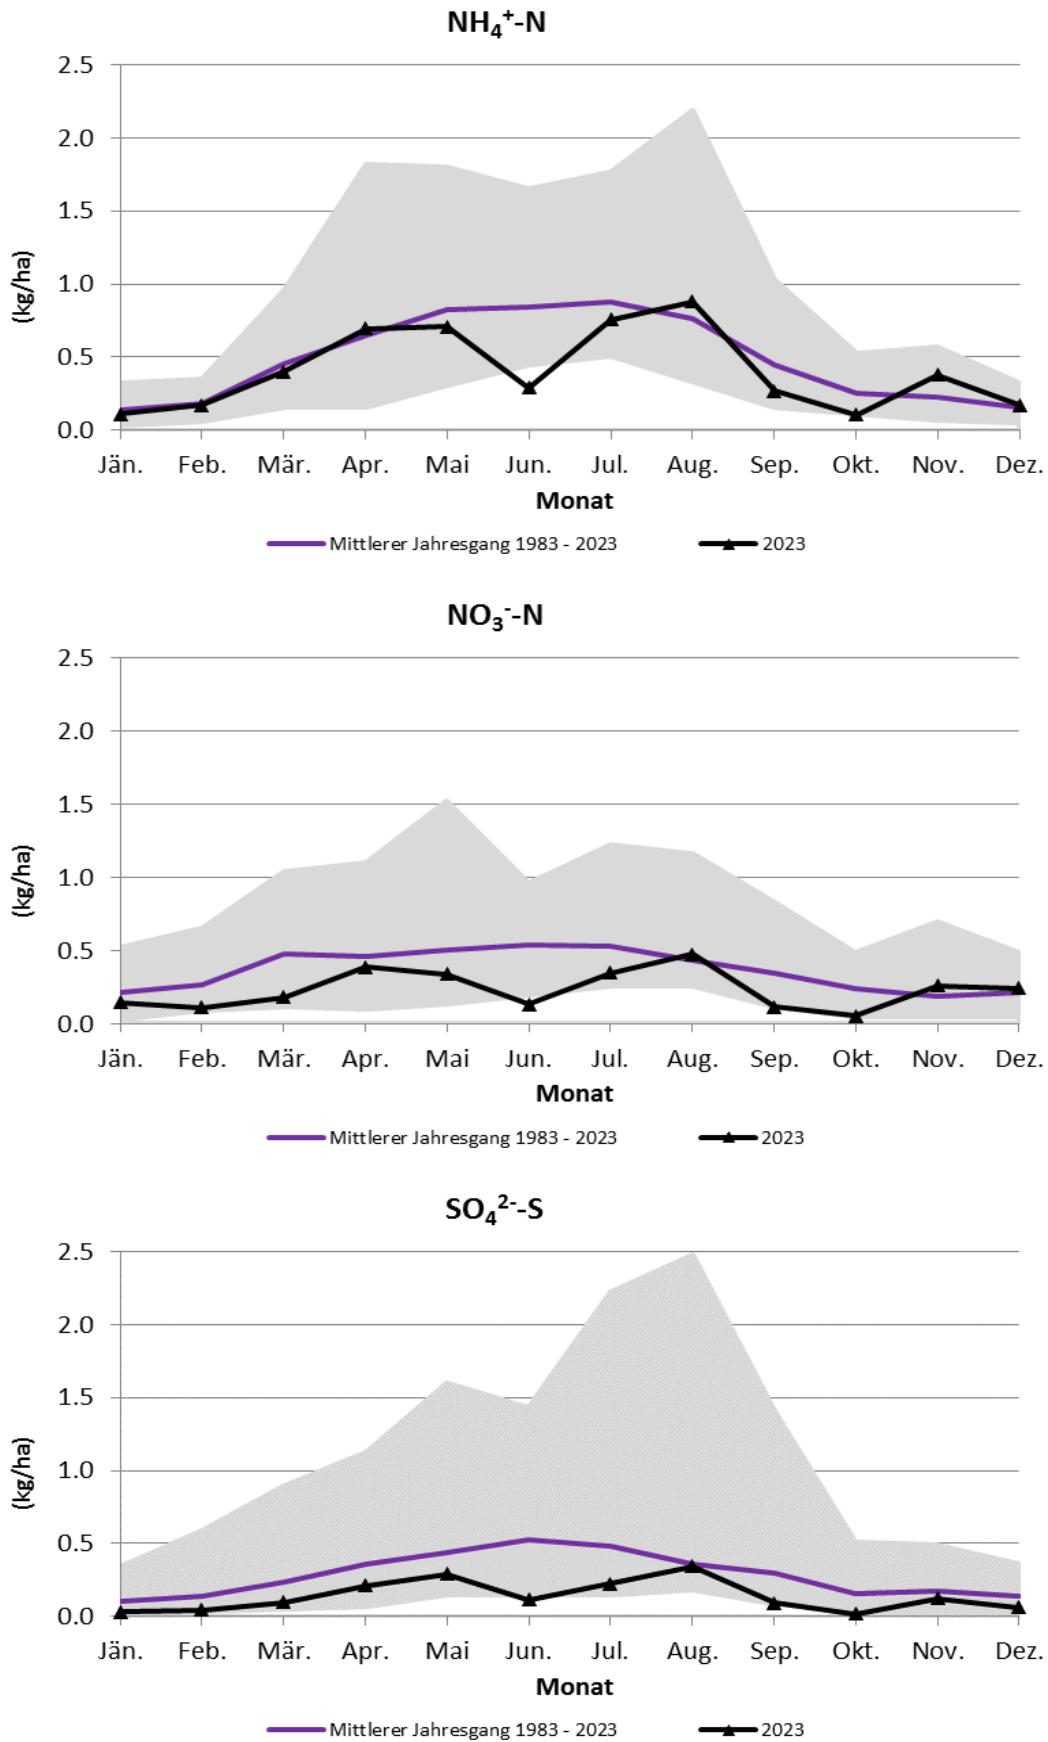 NH₄⁺-N
2.5
2.0
1.5
1.0
0.5
0.0
(kg/ha)
Jän. Feb. Mär. Apr. Mai Jun. Jul. Aug. Sep. Okt. Nov. Dez.
Monat
Mittlerer Jahresgang 1983 - 2023 2023
NO₃⁻-N
2.5
2.0
1.5
1.0
0.5
0.0
(kg/ha)
Jän. Feb. Mär. Apr. Mai Jun. Jul. Aug. Sep. Okt. Nov. Dez.
Monat
Mittlerer Jahresgang 1983 - 2023 2023
SO₄²⁻-S
2.5
2.0
1.5
1.0
0.5
0.0
(kg/ha)
Jän. Feb. Mär. Apr. Mai Jun. Jul. Aug. Sep. Okt. Nov. Dez.
Monat
Mittlerer Jahresgang 1983 - 2023 2023